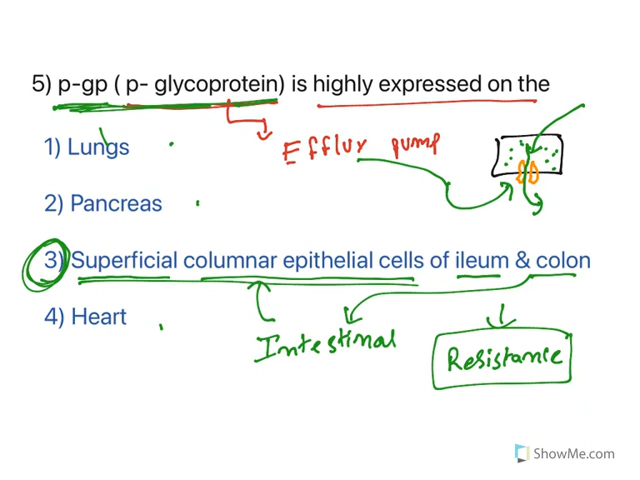 5) p-gp ( p- glycoprotein) is highly expressed on the
1) Lungs
Efflux pump
2) Pancreas
3) Superficial columnar epithelial cells of ileum & colon
4) Heart
Intestinal
Resistance
ShowMe.com